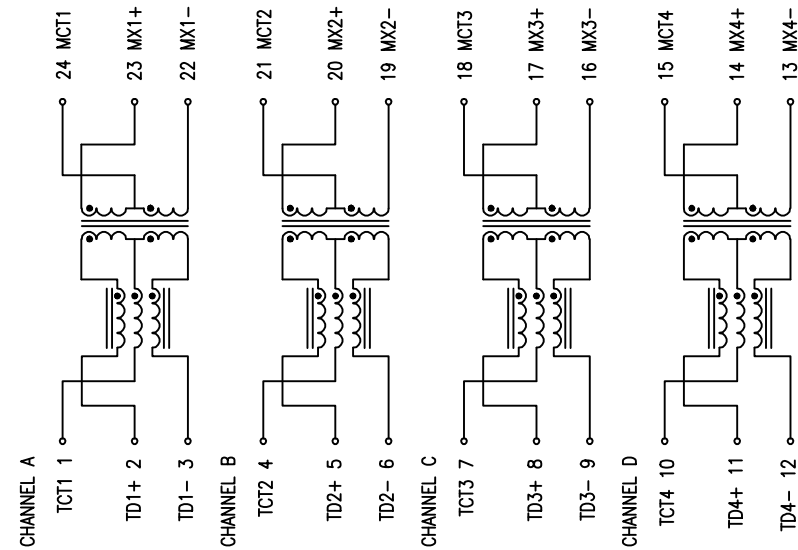 24 MCT1
23 MX1+
22 MX1-
21 MCT2
20 MX2+
19 MX2-
18 MCT3
17 MX3+
16 MX3-
15 MCT4
14 MX4+
13 MX4-
CHANNEL A
TCT1 1
TD1+ 2
TD1- 3
CHANNEL B
TCT2 4
TD2+ 5
TD2- 6
CHANNEL C
TCT3 7
TD3+ 8
TD3- 9
CHANNEL D
TCT4 10
TD4+ 11
TD4- 12